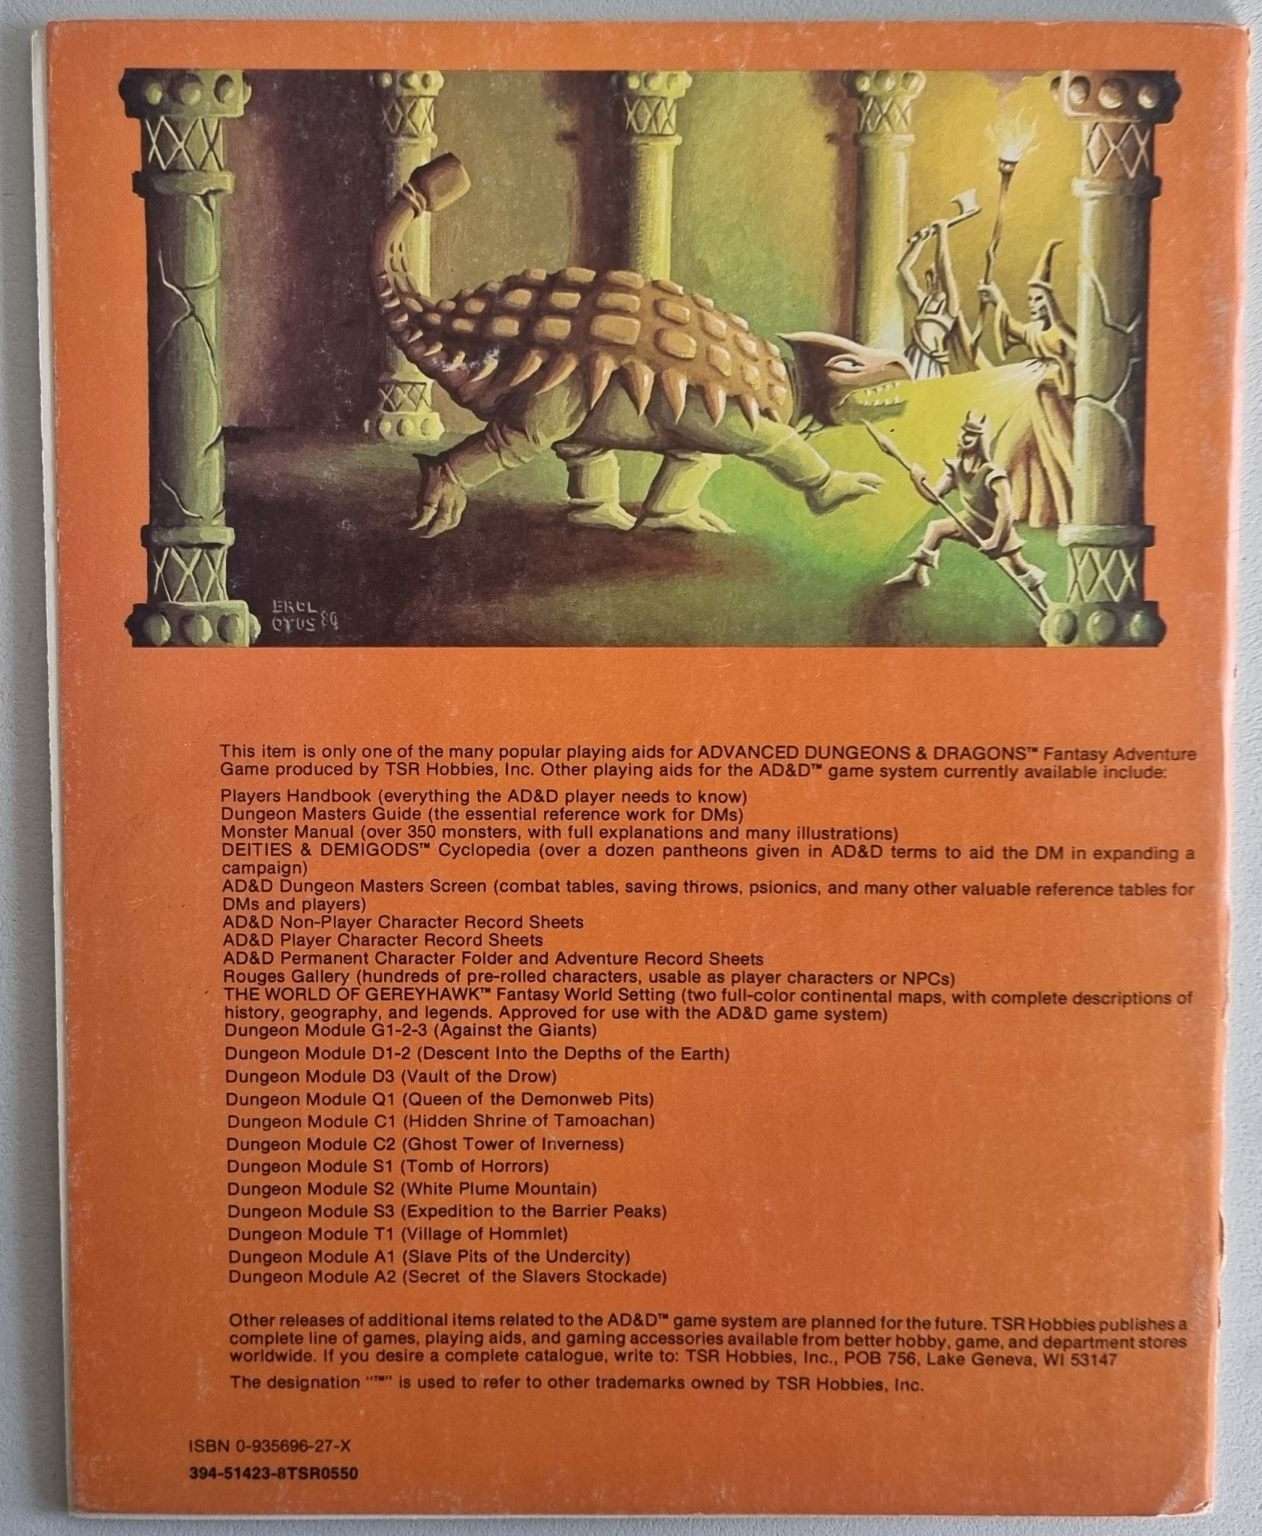 EROL
OTUS 80
This item is only one of the many popular playing aids for ADVANCED DUNGEONS & DRAGONS™ Fantasy Adventure
Game produced by TSR Hobbies, Inc. Other playing aids for the AD&D™ game system currently available include:
Players Handbook (everything the AD&D player needs to know)
Dungeon Masters Guide (the essential reference work for DMs)
Monster Manual (over 350 monsters, with full explanations and many illustrations)
DEITIES & DEMIGODS™ Cyclopedia (over a dozen pantheons given in AD&D terms to aid the DM in expanding a
campaign)
AD&D Dungeon Masters Screen (combat tables, saving throws, psionics, and many other valuable reference tables for
DMs and players)
AD&D Non-Player Character Record Sheets
AD&D Player Character Record Sheets
AD&D Permanent Character Folder and Adventure Record Sheets
Rouges Gallery (hundreds of pre-rolled characters, usable as player characters or NPCs)
THE WORLD OF GEREYHAWK™ Fantasy World Setting (two full-color continental maps, with complete descriptions of
history, geography, and legends. Approved for use with the AD&D game system)
Dungeon Module G1-2-3 (Against the Giants)
Dungeon Module D1-2 (Descent Into the Depths of the Earth)
Dungeon Module D3 (Vault of the Drow)
Dungeon Module Q1 (Queen of the Demonweb Pits)
Dungeon Module C1 (Hidden Shrine of Tamoachan)
Dungeon Module C2 (Ghost Tower of Inverness)
Dungeon Module S1 (Tomb of Horrors)
Dungeon Module S2 (White Plume Mountain)
Dungeon Module S3 (Expedition to the Barrier Peaks)
Dungeon Module T1 (Village of Hommlet)
Dungeon Module A1 (Slave Pits of the Undercity)
Dungeon Module A2 (Secret of the Slavers Stockade)
Other releases of additional items related to the AD&D™ game system are planned for the future. TSR Hobbies publishes a
complete line of games, playing aids, and gaming accessories available from better hobby, game, and department stores
worldwide. If you desire a complete catalogue, write to: TSR Hobbies, Inc., POB 756, Lake Geneva, WI 53147
The designation "™" is used to refer to other trademarks owned by TSR Hobbies, Inc.
ISBN 0-935696-27-X
394-51423-8TSR0550